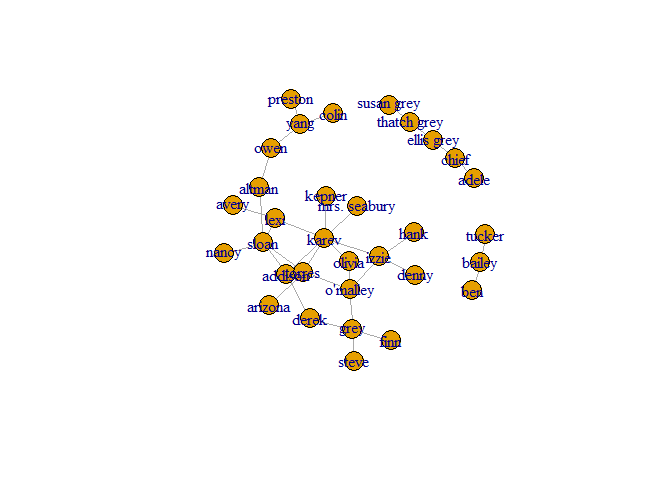 preston
susan grey
colin
thatch grey
yang
ellis grey
owen
chief
adele
altman
kepner
avery
mrs. seabury
lexi
hank
tucker
karev
sloan
nancy
izzie
olivia
bailey
addison
torres
denny
o'malley
ben
arizona
derek
grey
finn
steve